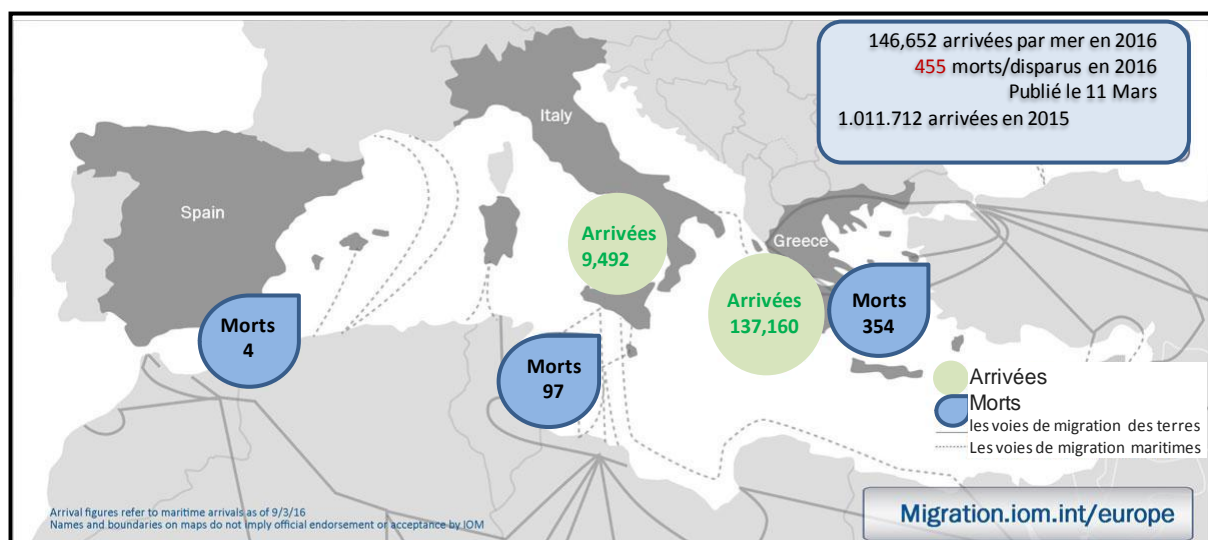 146,652 arrivées par mer en 2016
455 morts/disparus en 2016
Publié le 11 Mars
1.011.712 arrivées en 2015
Italy
Spain
Greece
Arrivées
9,492
Arrivées
137,160
Morts
354
Morts
4
Morts
97
Arrivées
Morts
les voies de migration des terres
Les voies de migration maritimes
Arrival figures refer to maritime arrivals as of 9/3/16
Names and boundaries on maps do not imply official endorsement or acceptance by IOM
Migration.iom.int/europe